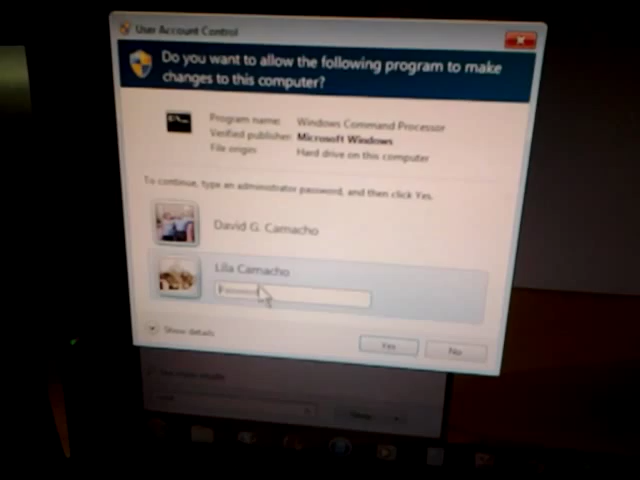 User Account Control
Do you want to allow the following program to make
changes to this computer?
Program name: Windows Command Processor
Verified publisher: Microsoft Windows
File origin: Hard drive on this computer
To continue, type an administrator password, and then click Yes.
David G. Camacho
Lila Camacho
Password
Show details
Yes
No